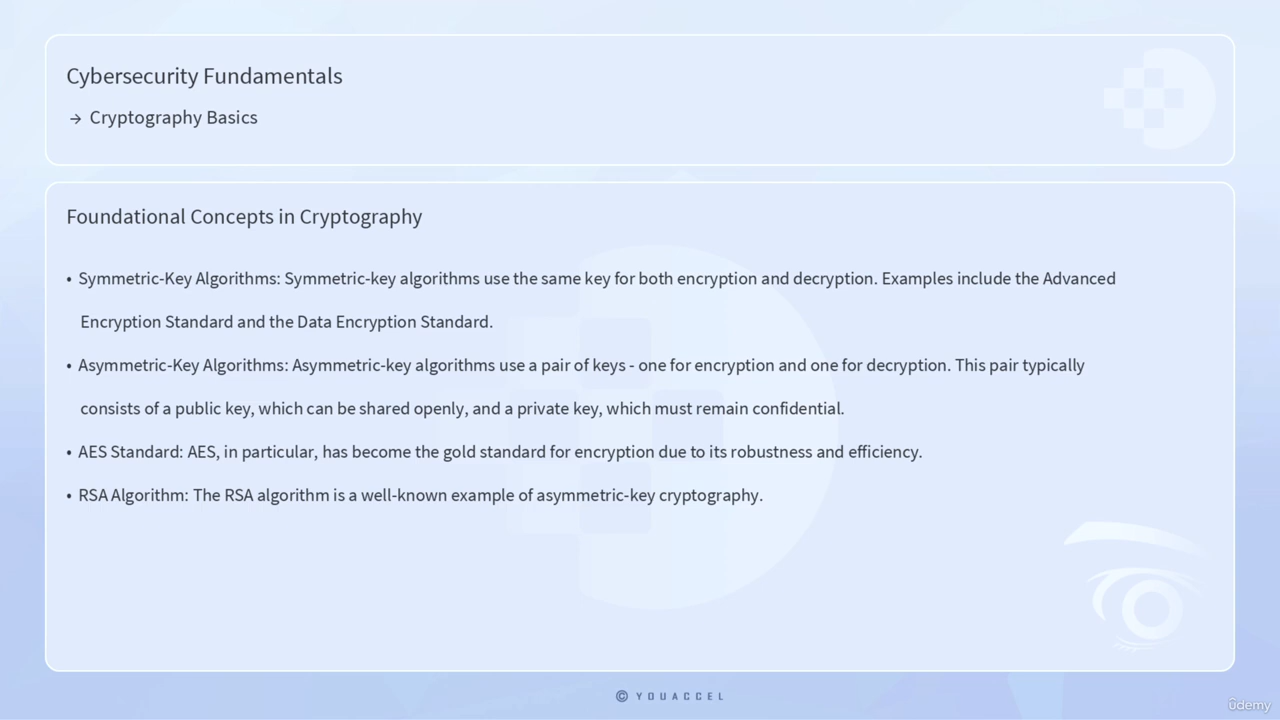 Cybersecurity Fundamentals
→ Cryptography Basics
Foundational Concepts in Cryptography
• Symmetric-Key Algorithms: Symmetric-key algorithms use the same key for both encryption and decryption. Examples include the Advanced
Encryption Standard and the Data Encryption Standard.
• Asymmetric-Key Algorithms: Asymmetric-key algorithms use a pair of keys - one for encryption and one for decryption. This pair typically
consists of a public key, which can be shared openly, and a private key, which must remain confidential.
• AES Standard: AES, in particular, has become the gold standard for encryption due to its robustness and efficiency.
• RSA Algorithm: The RSA algorithm is a well-known example of asymmetric-key cryptography.
© YOUACCEL
ûdemy